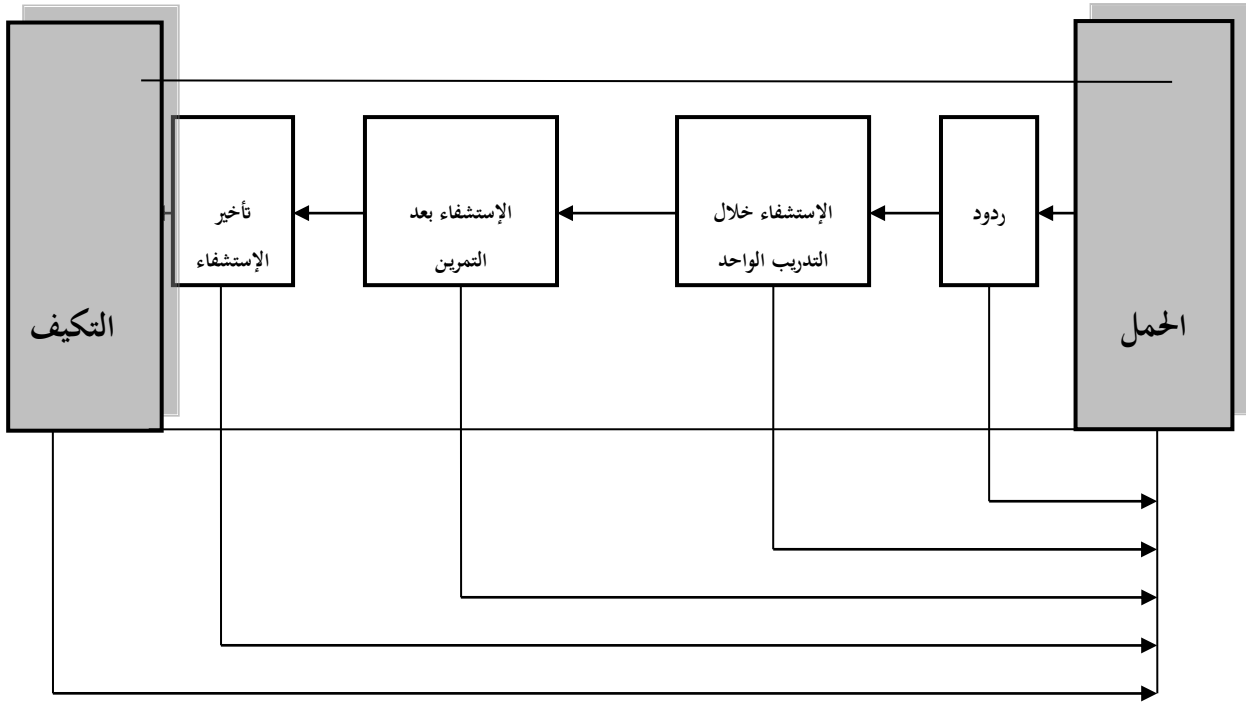 الحمل
ردود
الإستشفاء خلال
التدريب الواحد
الإستشفاء بعد
التمرين
تأخير
الإستشفاء
التكيف